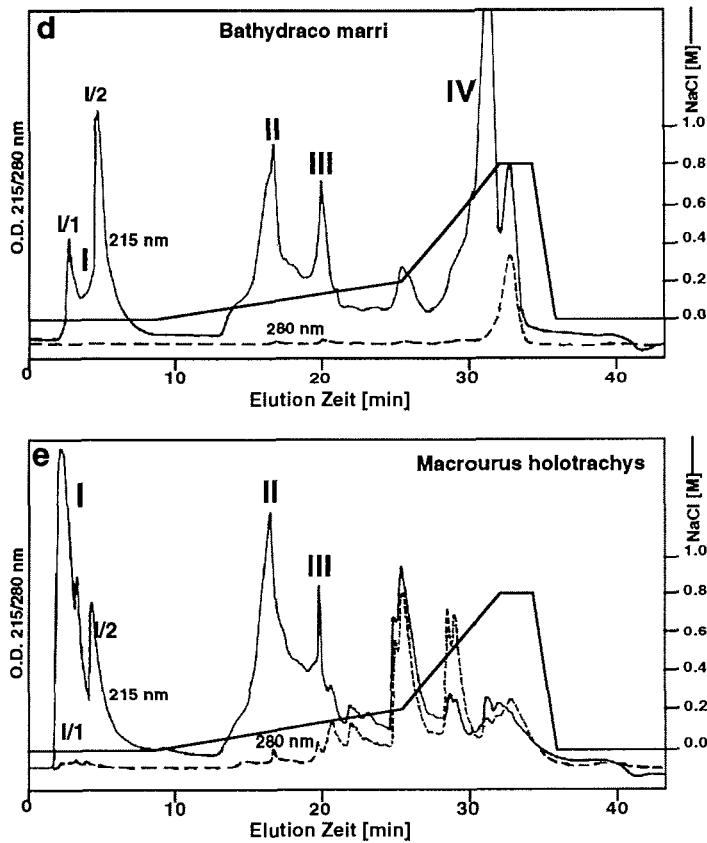 d
Bathydraco marri
O.D. 215/280 nm
NaCl [M]
I/1
I
I/2
215 nm
II
III
IV
280 nm
1.0
0.8
0.6
0.4
0.2
0.0
0
10
20
30
40
Elution Zeit [min]
e
Macrourus holotrachys
O.D. 215/280 nm
NaCl [M]
I
I/2
215 nm
I/1
II
III
280 nm
1.0
0.8
0.6
0.4
0.2
0.0
0
10
20
30
40
Elution Zeit [min]